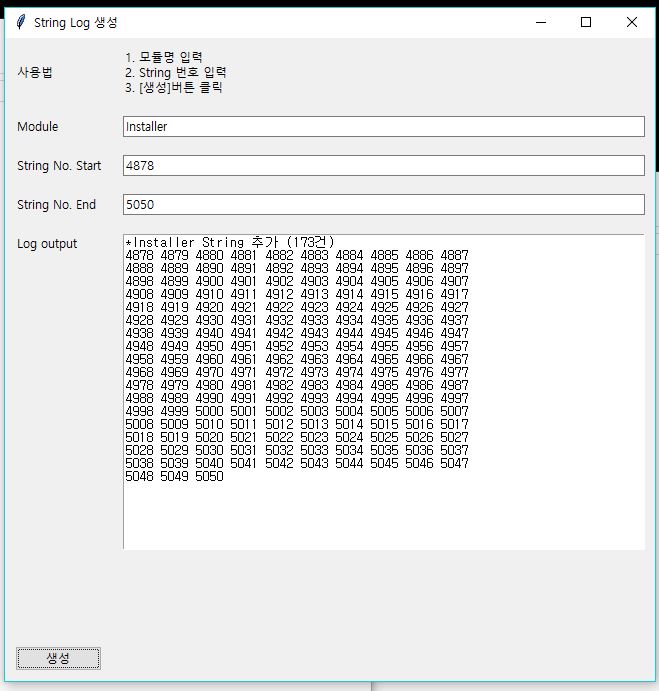 String Log 생성
사용법
1. 모듈명 입력
2. String 번호 입력
3. [생성]버튼 클릭
Module
Installer
String No. Start
4878
String No. End
5050
Log output
*Installer String 추가 (173건)
4878 4879 4880 4881 4882 4883 4884 4885 4886 4887
4888 4889 4890 4891 4892 4893 4894 4895 4896 4897
4898 4899 4900 4901 4902 4903 4904 4905 4906 4907
4908 4909 4910 4911 4912 4913 4914 4915 4916 4917
4918 4919 4920 4921 4922 4923 4924 4925 4926 4927
4928 4929 4930 4931 4932 4933 4934 4935 4936 4937
4938 4939 4940 4941 4942 4943 4944 4945 4946 4947
4948 4949 4950 4951 4952 4953 4954 4955 4956 4957
4958 4959 4960 4961 4962 4963 4964 4965 4966 4967
4968 4969 4970 4971 4972 4973 4974 4975 4976 4977
4978 4979 4980 4981 4982 4983 4984 4985 4986 4987
4988 4989 4990 4991 4992 4993 4994 4995 4996 4997
4998 4999 5000 5001 5002 5003 5004 5005 5006 5007
5008 5009 5010 5011 5012 5013 5014 5015 5016 5017
5018 5019 5020 5021 5022 5023 5024 5025 5026 5027
5028 5029 5030 5031 5032 5033 5034 5035 5036 5037
5038 5039 5040 5041 5042 5043 5044 5045 5046 5047
5048 5049 5050
생성